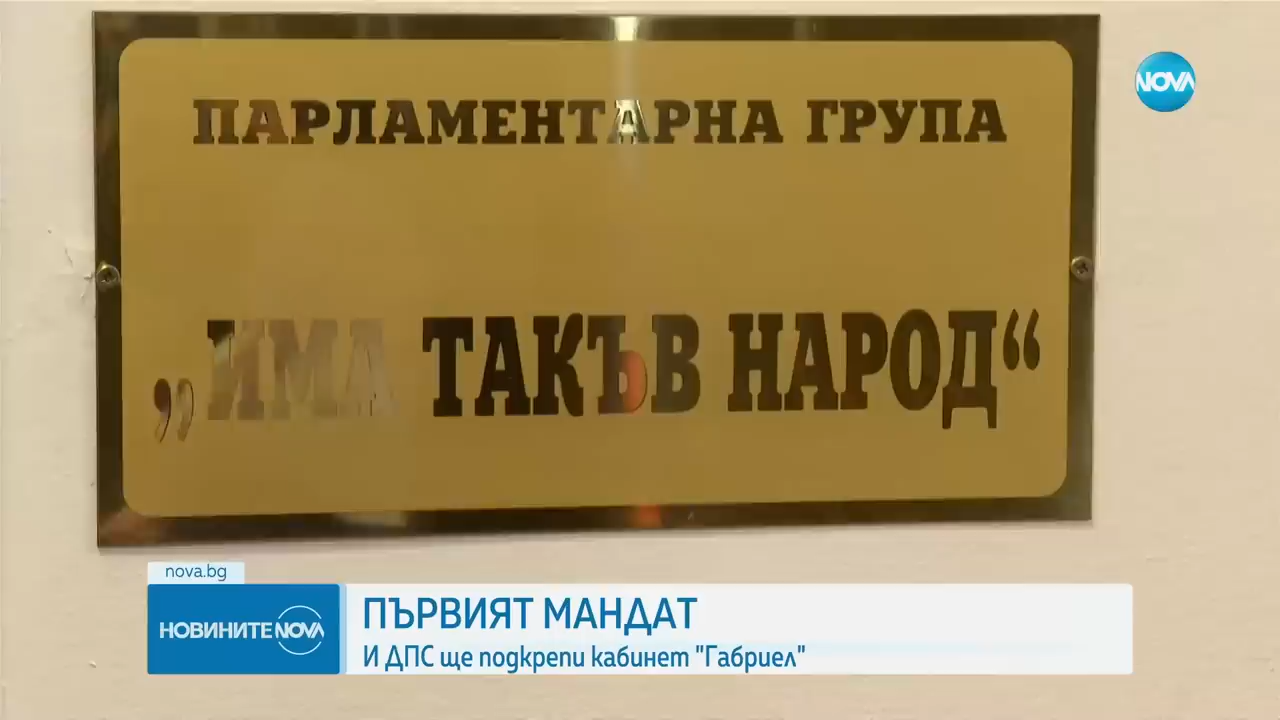 ПАРЛАМЕНТАРНА ГРУПА
NOVA
„ИМА ТАКЪВ НАРОД“
nova.bg
НОВИНИТЕ NOVA
ПЪРВИЯТ МАНДАТ
И ДПС ще подкрепи кабинет "Габриел"